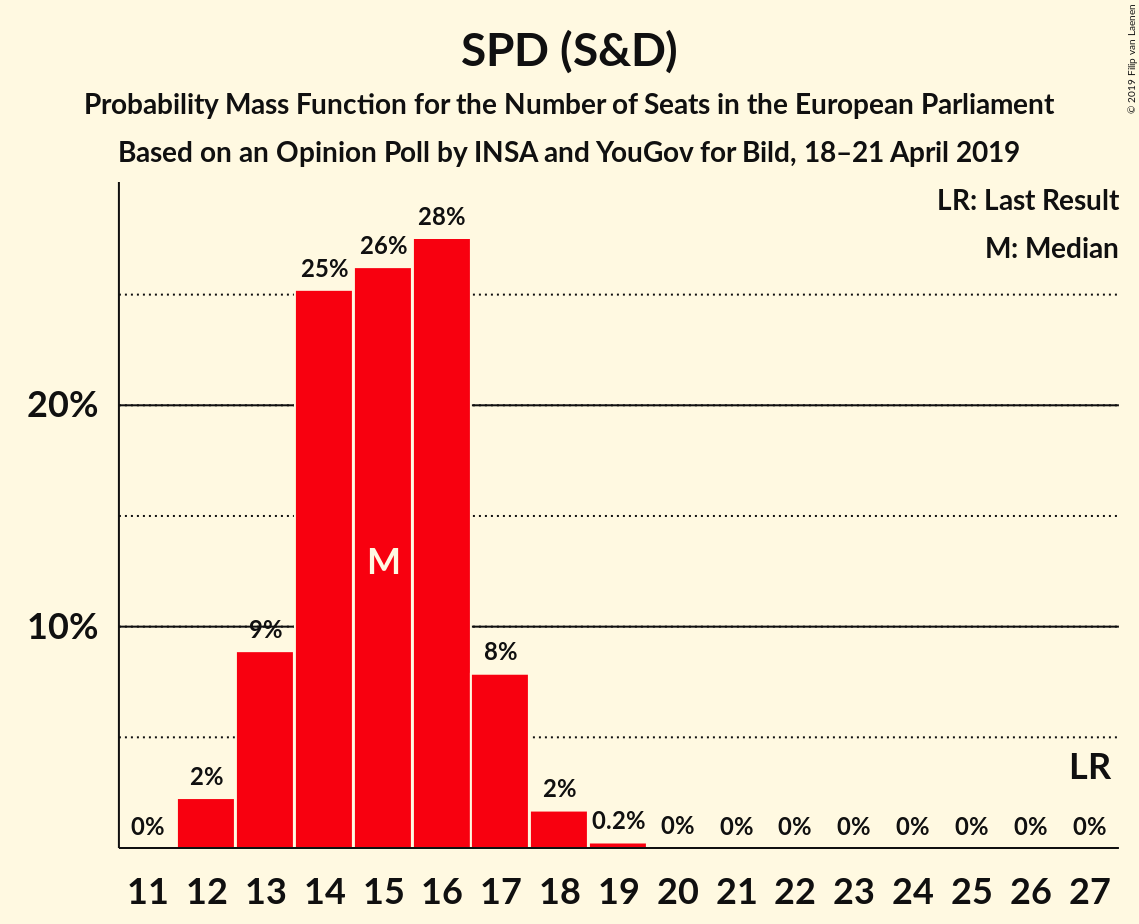 SPD (S&D)
Probability Mass Function for the Number of Seats in the European Parliament
Based on an Opinion Poll by INSA and YouGov for Bild, 18–21 April 2019
© 2019 Filip van Laenen
LR: Last Result
M: Median
20%
10%
0% 2% 9% 25% 26% 28% 8% 2% 0.2% 0% 0% 0% 0% 0% 0% 0% 0%
M
LR
11 12 13 14 15 16 17 18 19 20 21 22 23 24 25 26 27